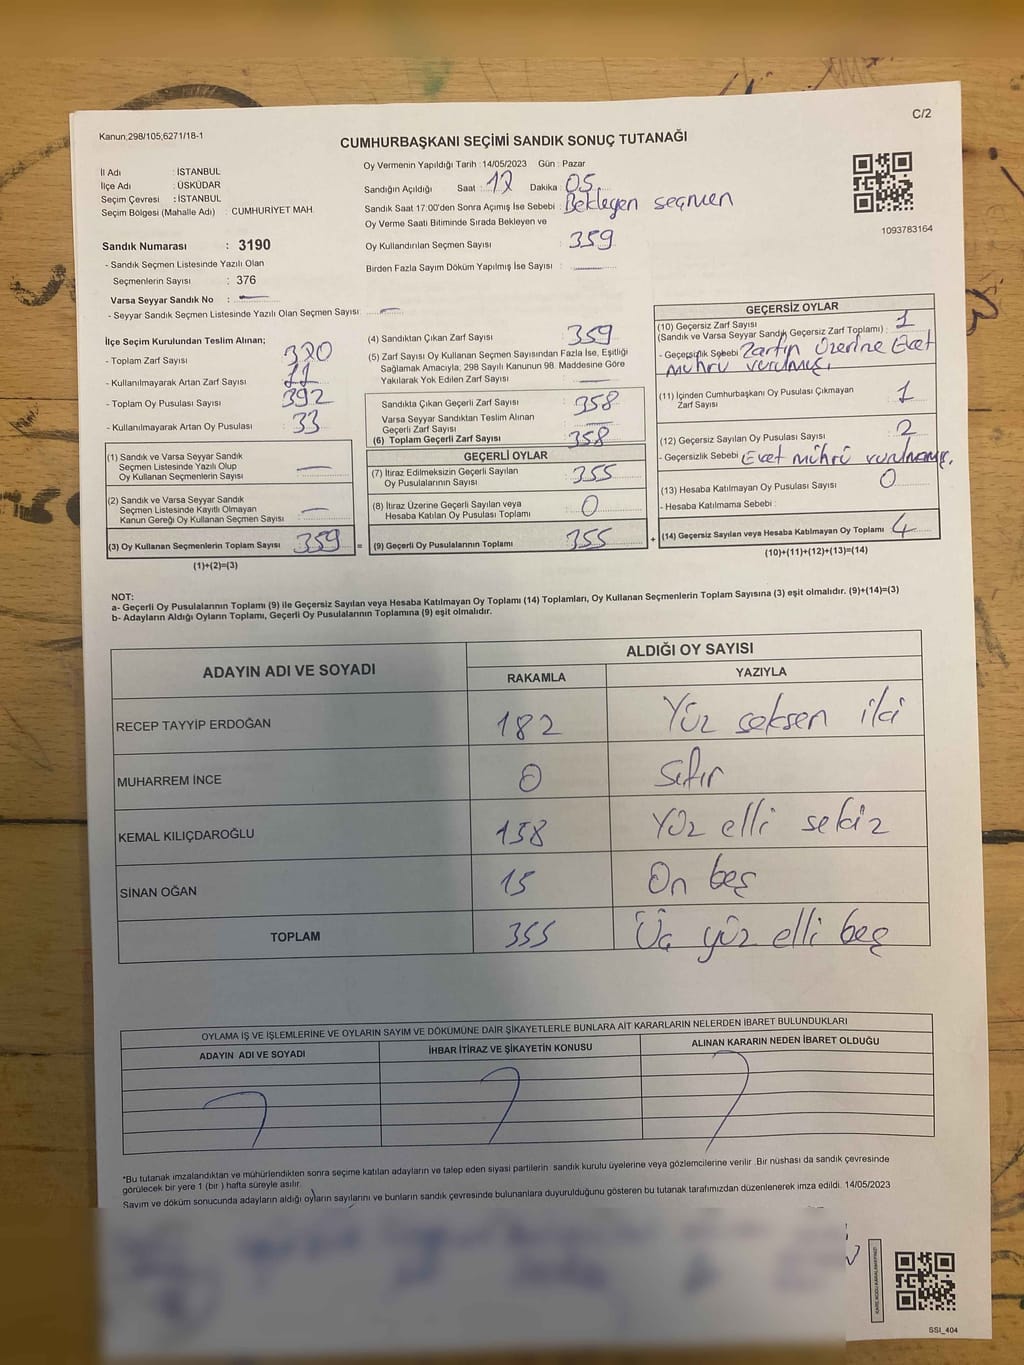 C/2
Kanun;298/105;6271/18-1
CUMHURBAŞKANI SEÇİMİ SANDIK SONUÇ TUTANAĞI
İl Adı : İSTANBUL
İlçe Adı : ÜSKÜDAR
Seçim Çevresi : İSTANBUL
Seçim Bölgesi (Mahalle Adı) : CUMHURİYET MAH.
Sandık Numarası : 3190
- Sandık Seçmen Listesinde Yazılı Olan
Seçmenlerin Sayısı : 376
Varsa Seyyar Sandık No :
- Seyyar Sandık Seçmen Listesinde Yazılı Olan Seçmen Sayısı:
Oy Vermenin Yapıldığı Tarih : 14/05/2023 Gün : Pazar
Sandığın Açıldığı Saat : 17 Dakika : 05
Sandık Saat 17:00'den Sonra Açımış İse Sebebi : Bekleyen seçmen
Oy Verme Saati Bitiminde Sırada Bekleyen ve
Oy Kullandırılan Seçmen Sayısı : 359
Birden Fazla Sayım Döküm Yapılmış İse Sayısı :
1093783164
İlçe Seçim Kurulundan Teslim Alınan;
- Toplam Zarf Sayısı
- Kullanılmayarak Artan Zarf Sayısı : 11
- Toplam Oy Pusulası Sayısı : 392
- Kullanılmayarak Artan Oy Pusulası : 33
(1) Sandık ve Varsa Seyyar Sandık
Seçmen Listesinde Yazılı Olup
Oy Kullanan Seçmenlerin Sayısı :
(2) Sandık ve Varsa Seyyar Sandık
Seçmen Listesinde Kayıtlı Olmayan
Kanun Gereği Oy Kullanan Seçmen Sayısı :
(3) Oy Kullanan Seçmenlerin Toplam Sayısı : 359 =
(1)+(2)=(3)
(4) Sandıktan Çıkan Zarf Sayısı : 359
(5) Zarf Sayısı Oy Kullanan Seçmen Sayısından Fazla İse, Eşitliği
Sağlamak Amacıyla, 298 Sayılı Kanunun 98. Maddesine Göre
Yakılarak Yok Edilen Zarf Sayısı :
Sandıkta Çıkan Geçerli Zarf Sayısı : 358
Varsa Seyyar Sandıktan Teslim Alınan
Geçerli Zarf Sayısı :
(6) Toplam Geçerli Zarf Sayısı : 358
GEÇERLİ OYLAR
(7) İtiraz Edilmeksizin Geçerli Sayılan
Oy Pusulalarının Sayısı : 355
(8) İtiraz Üzerine Geçerli Sayılan veya
Hesaba Katılan Oy Pusulası Toplamı : 0
(9) Geçerli Oy Pusulalarının Toplamı : 355 +
GEÇERSİZ OYLAR
(10) Geçersiz Zarf Sayısı
(Sandık ve Varsa Seyyar Sandık Geçersiz Zarf Toplamı) : 1
- Geçersizlik Sebebi : Zarfın Üzerine Evet
mührü vurulmuş.
(11) İçinden Cumhurbaşkanı Oy Pusulası Çıkmayan
Zarf Sayısı : 1
(12) Geçersiz Sayılan Oy Pusulası Sayısı : 2
- Geçersizlik Sebebi : Evet mührü vurulmamış.
(13) Hesaba Katılmayan Oy Pusulası Sayısı : 0
- Hesaba Katılmama Sebebi :
(14) Geçersiz Sayılan veya Hesaba Katılmayan Oy Toplamı : 4
(10)+(11)+(12)+(13)=(14)
NOT:
a- Geçerli Oy Pusulalarının Toplamı (9) ile Geçersiz Sayılan veya Hesaba Katılmayan Oy Toplamı (14) Toplamları, Oy Kullanan Seçmenlerin Toplam Sayısına (3) eşit olmalıdır. (9)+(14)=(3)
b- Adayların Aldığı Oyların Toplamı, Geçerli Oy Pusulalarının Toplamına (9) eşit olmalıdır.
ADAYIN ADI VE SOYADI
ALDIĞI OY SAYISI
RAKAMLA YAZIYLA
RECEP TAYYİP ERDOĞAN 182 Yüz seksen iki
MUHARREM İNCE 0 Sıfır
KEMAL KILIÇDAROĞLU 158 Yüz elli sekiz
SİNAN OĞAN 15 On beş
TOPLAM 355 Üç yüz elli beş
OYLAMA İŞ VE İŞLEMLERİNE VE OYLARIN SAYIM VE DÖKÜMÜNE DAİR ŞİKAYETLERLE BUNLARA AİT KARARLARIN NELERDEN İBARET BULUNDUKLARI
ADAYIN ADI VE SOYADI İHBAR İTİRAZ VE ŞİKAYETİN KONUSU ALINAN KARARIN NEDEN İBARET OLDUĞU
*Bu tutanak imzalandıktan ve mühürlendikten sonra seçime katılan adayların ve talep eden siyasi partilerin sandık kurulu üyelerine veya gözlemcilerine verilir. Bir nüshası da sandık çevresinde
görülecek bir yere 1 (bir ) hafta süreyle asılır.
Sayım ve döküm sonucunda adayların aldığı oyların sayılarını ve bunların sandık çevresinde bulunanlara duyurulduğunu gösteren bu tutanak tarafımızdan düzenlenerek imza edildi. 14/05/2023
SSI_404